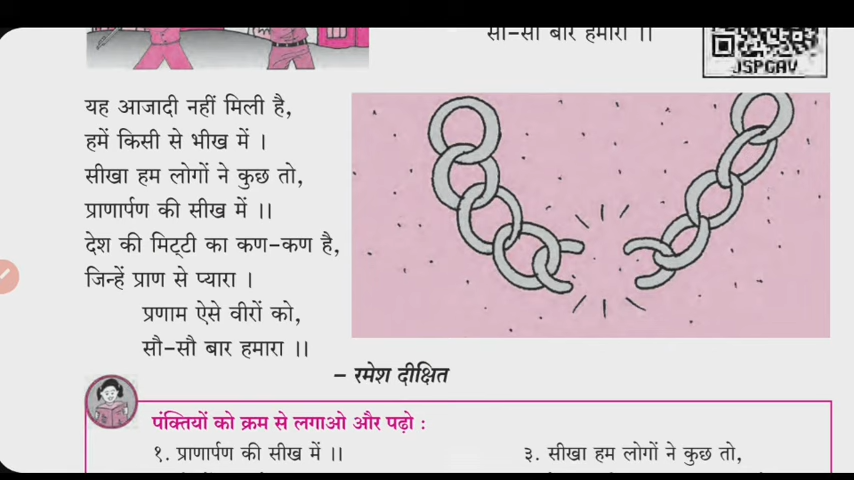 सौ-सौ बार हमारा ।।
JSPGAV
यह आजादी नहीं मिली है,
हमें किसी से भीख में ।
सीखा हम लोगों ने कुछ तो,
प्राणार्पण की सीख में ।।
देश की मिट्टी का कण-कण है,
जिन्हें प्राण से प्यारा ।
प्रणाम ऐसे वीरों को,
सौ-सौ बार हमारा ।।
- रमेश दीक्षित
पंक्तियों को क्रम से लगाओ और पढ़ो :
१. प्राणार्पण की सीख में ।।
३. सीखा हम लोगों ने कुछ तो,